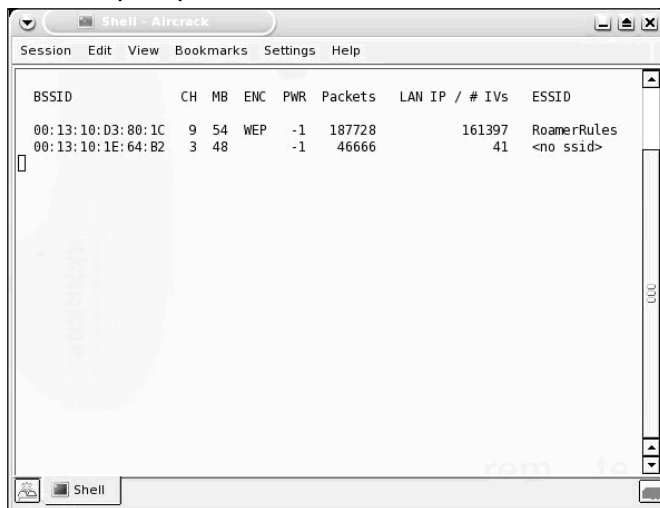 Shell - Aircrack
Session Edit View Bookmarks Settings Help
BSSID CH MB ENC PWR Packets LAN IP / # IVs ESSID
00:13:10:D3:80:1C 9 54 WEP -1 187728 161397 RoamerRules
00:13:10:1E:64:B2 3 48 -1 46666 41 <no ssid>
Shell